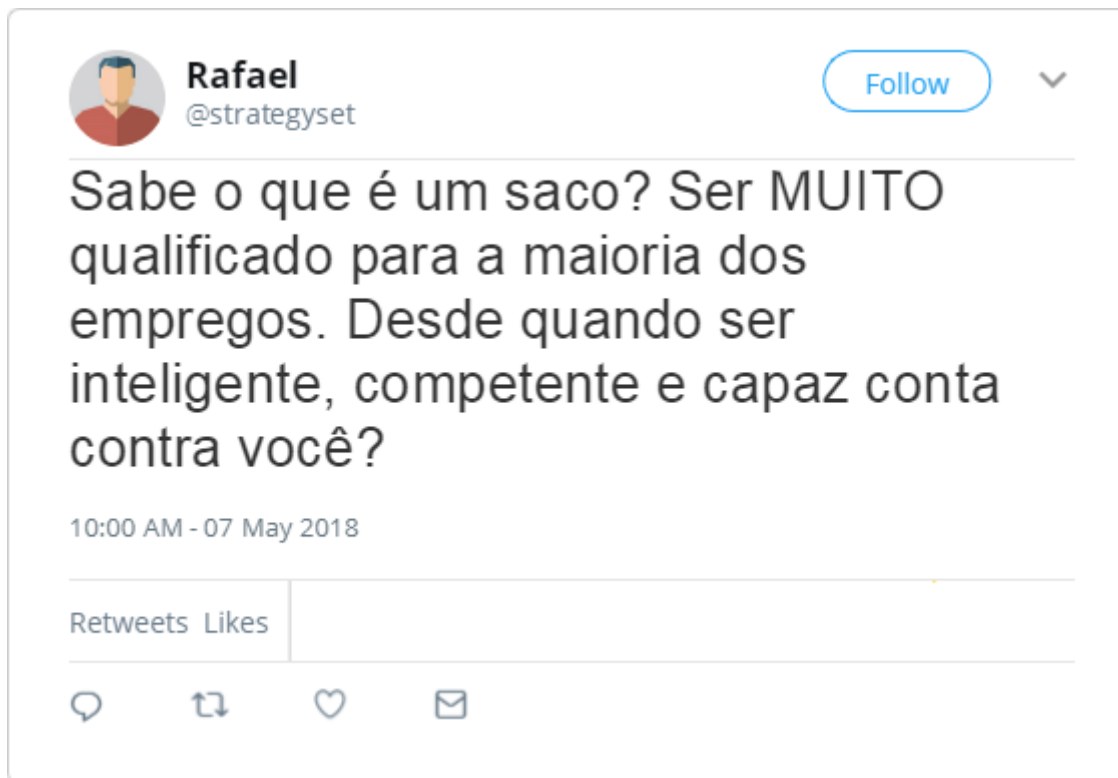 Rafael
Follow
@strategyset
Sabe o que é um saco? Ser MUITO
qualificado para a maioria dos
empregos. Desde quando ser
inteligente, competente e capaz conta
contra você?
10:00 AM - 07 May 2018
Retweets Likes